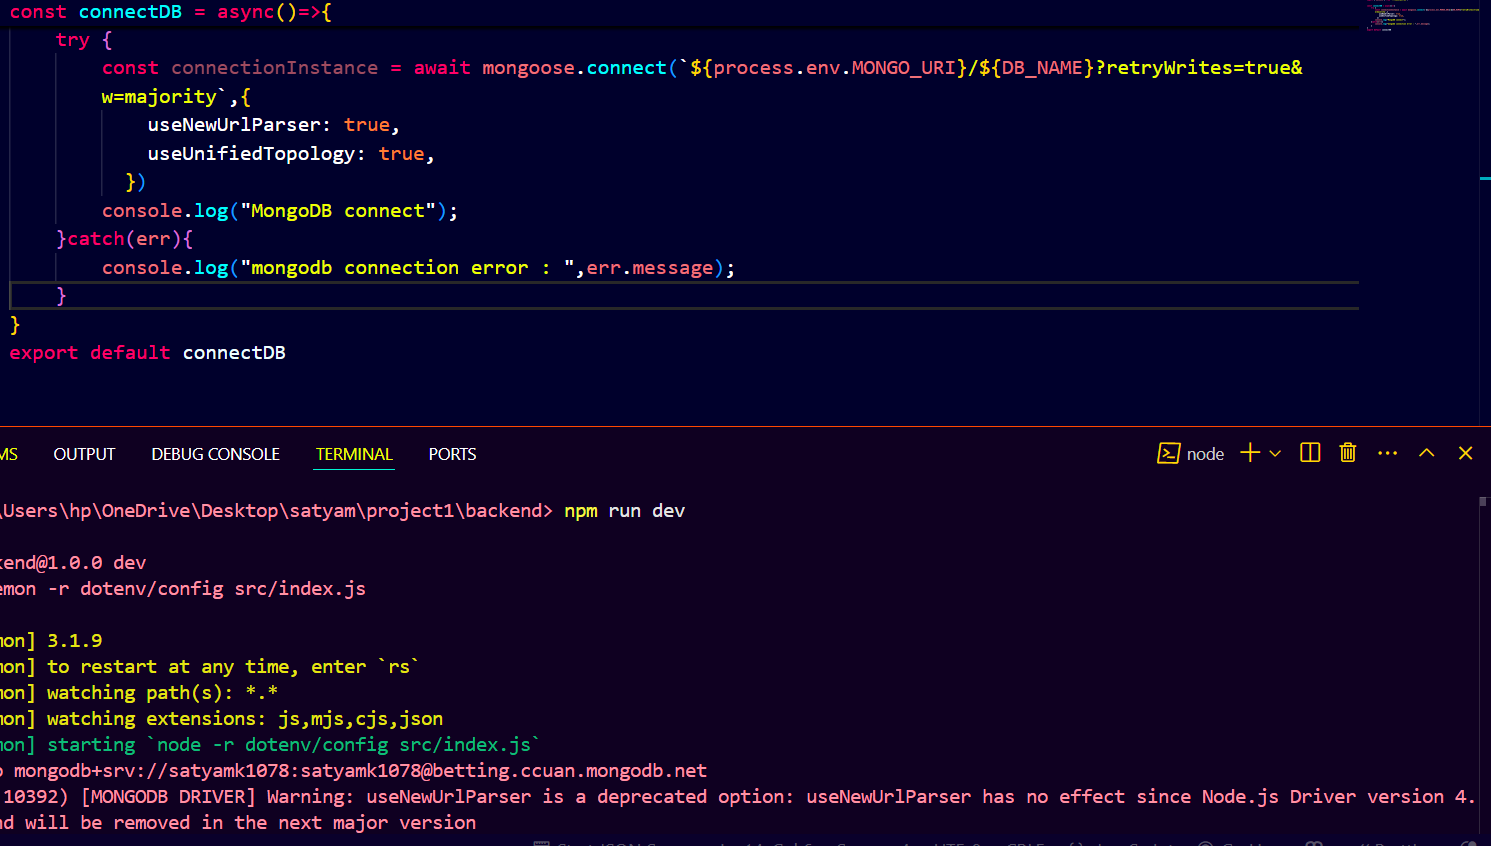 const connectDB = async()=>{
try {
const connectionInstance = await mongoose.connect(`${process.env.MONGO_URI}/${DB_NAME}?retryWrites=true&
w=majority`,{
useNewUrlParser: true,
useUnifiedTopology: true,
})
console.log("MongoDB connect");
}catch(err){
console.log("mongodb connection error : ",err.message);
}
}
export default connectDB
MS OUTPUT DEBUG CONSOLE TERMINAL PORTS node
\Users\hp\OneDrive\Desktop\satyam\project1\backend> npm run dev
kend@1.0.0 dev
emon -r dotenv/config src/index.js
mon] 3.1.9
mon] to restart at any time, enter `rs`
mon] watching path(s): *.*
mon] watching extensions: js,mjs,cjs,json
mon] starting `node -r dotenv/config src/index.js`
o mongodb+srv://satyamk1078:satyamk1078@betting.ccuan.mongodb.net
10392) [MONGODB DRIVER] Warning: useNewUrlParser is a deprecated option: useNewUrlParser has no effect since Node.js Driver version 4.
nd will be removed in the next major version